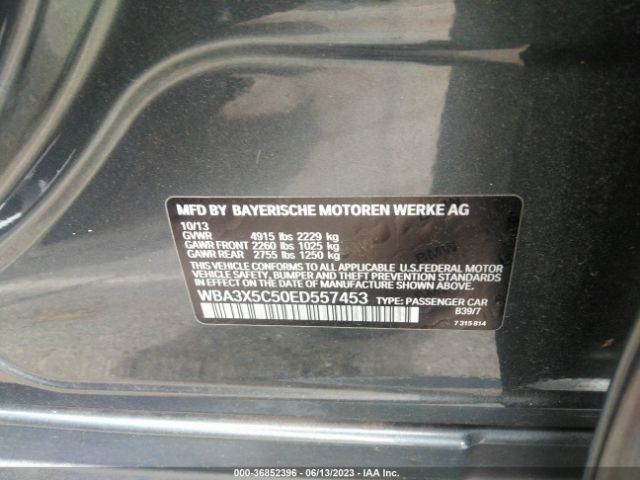 MFD BY BAYERISCHE MOTOREN WERKE AG
10/13
GVWR 4915 lbs 2229 kg
GAWR FRONT 2260 lbs 1025 kg
GAWR REAR 2755 lbs 1250 kg
THIS VEHICLE CONFORMS TO ALL APPLICABLE U.S. FEDERAL MOTOR
VEHICLE SAFETY, BUMPER, AND THEFT PREVENTION STANDARDS
IN EFFECT ON THE DATE OF MANUFACTURE SHOWN ABOVE.
WBA3X5C50ED557453 TYPE: PASSENGER CAR
B39/7
7 315 814
000-36852396 - 06/13/2023 - IAA Inc.